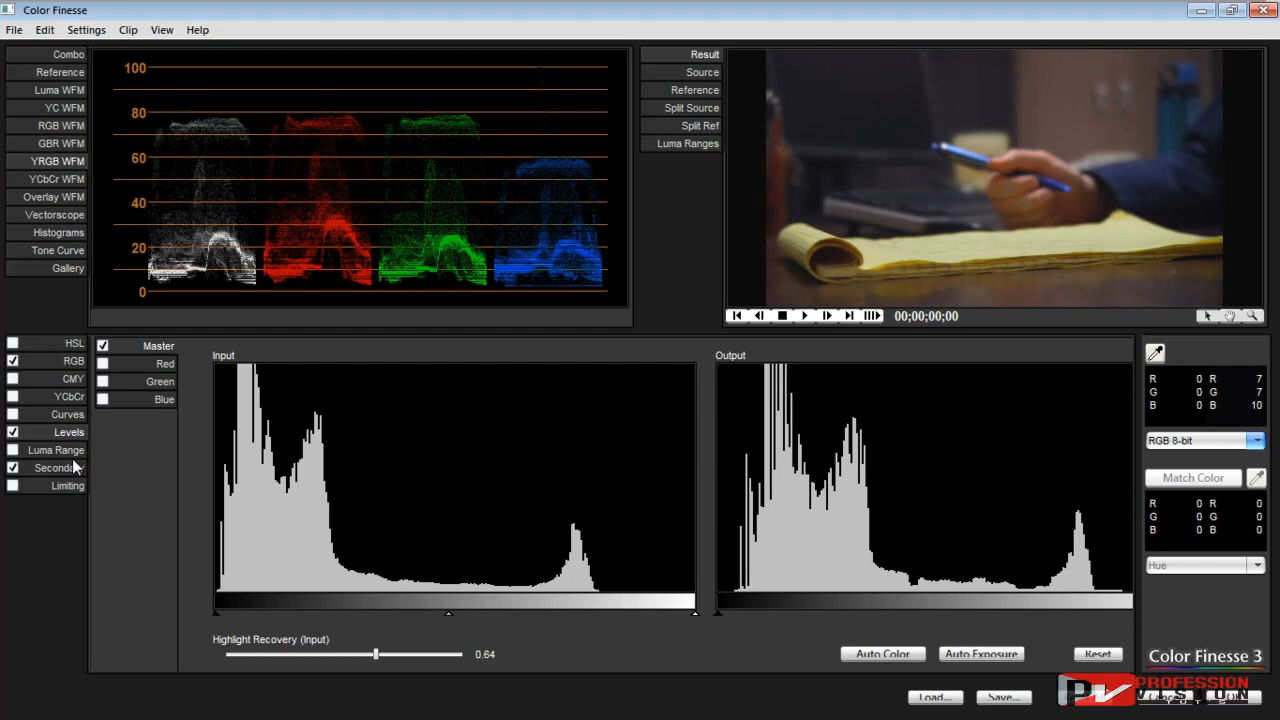 Color Finesse
File Edit Settings Clip View Help
Combo
Reference
Luma WFM
YC WFM
RGB WFM
GBR WFM
YRGB WFM
YCbCr WFM
Overlay WFM
Vectorscope
Histograms
Tone Curve
Gallery
100
80
60
40
20
0
Result
Source
Reference
Split Source
Split Ref
Luma Ranges
00;00;00;00
HSL
RGB
CMY
YCbCr
Curves
Levels
Luma Range
Limiting
Master
Red
Green
Blue
Input
Output
Highlight Recovery (Input)
0.64
Auto Color
Auto Exposure
Reset
R 0 R 7
G 0 G 7
B 0 B 10
RGB 8-bit
Match Color
R 0 R 0
G 0 G 0
B 0 B 0
Hue
Color Finesse 3
Load...
Save...
PV PROFESSION
VISION